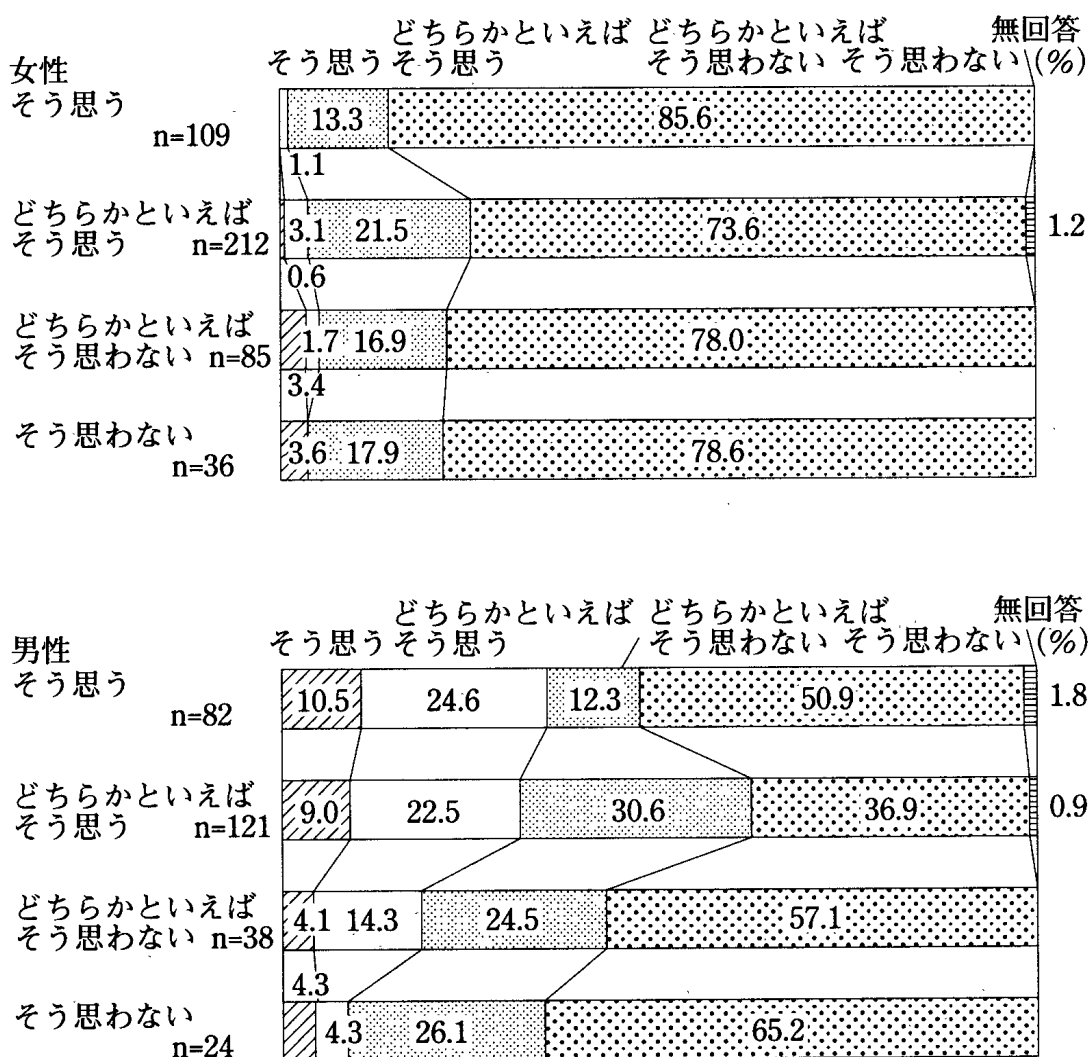 どちらかといえば どちらかといえば 無回答
女性 そう思う そう思う そう思わない そう思わない (%)
そう思う
n=109
13.3 85.6
1.1
どちらかといえば
そう思う n=212
3.1 21.5 73.6 1.2
0.6
どちらかといえば
そう思わない n=85
1.7 16.9 78.0
3.4
そう思わない
n=36
3.6 17.9 78.6
どちらかといえば どちらかといえば 無回答
男性 そう思う そう思う そう思わない そう思わない (%)
そう思う
n=82
10.5 24.6 12.3 50.9 1.8
どちらかといえば
そう思う n=121
9.0 22.5 30.6 36.9 0.9
どちらかといえば
そう思わない n=38
4.1 14.3 24.5 57.1
4.3
そう思わない
n=24
4.3 26.1 65.2